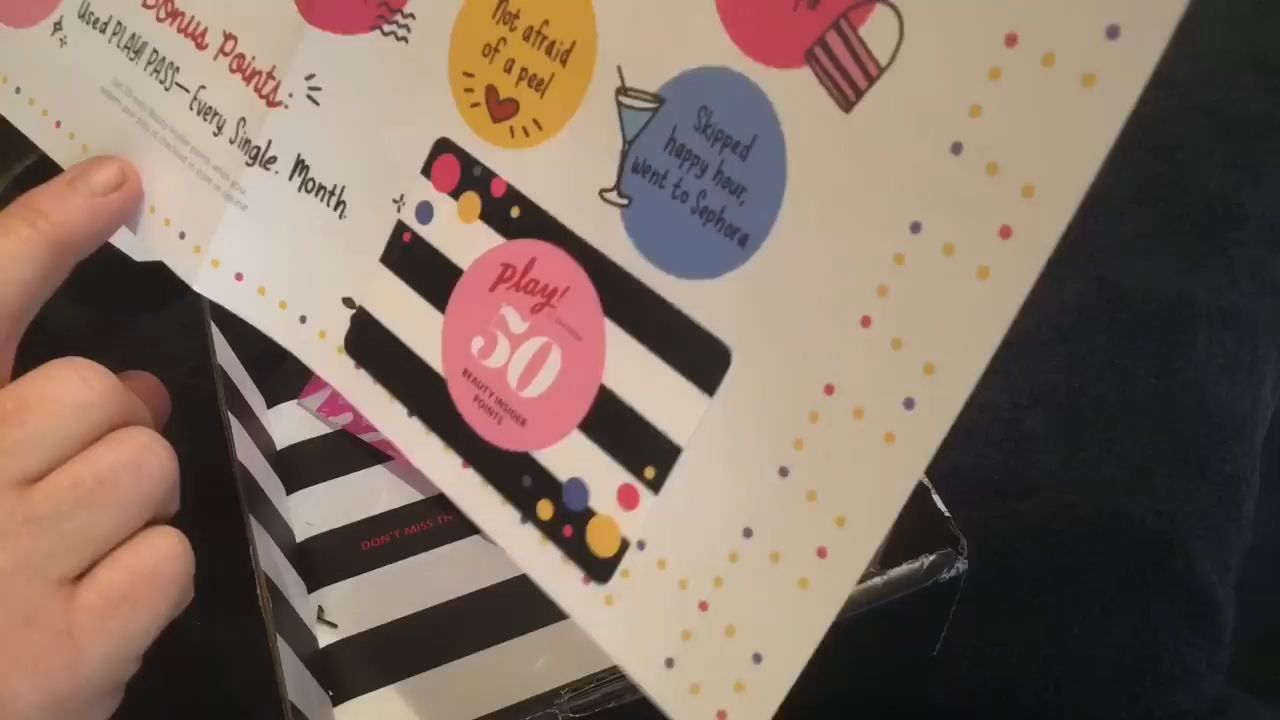 Bonus Points:
Used PLAY! PASS—Every. Single. Month.
Not afraid
of a peel
Skipped
happy hour,
went to Sephora
Play!
50
BEAUTY INSIDER
POINTS
DON'T MISS TH